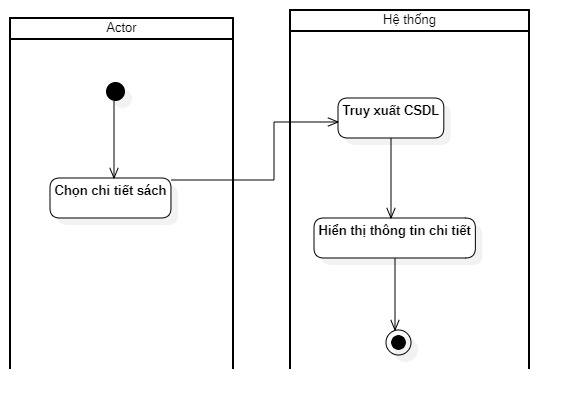 Actor
Hệ thống
Truy xuất CSDL
Chọn chi tiết sách
Hiển thị thông tin chi tiết